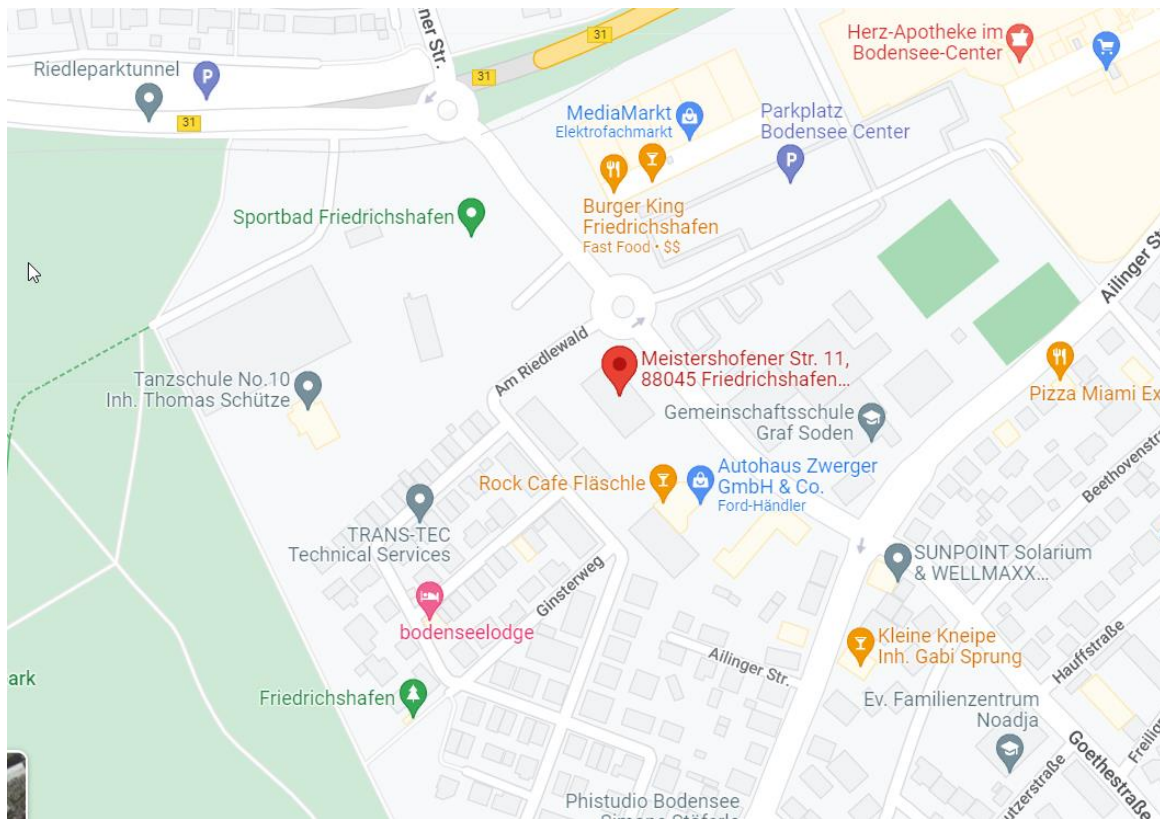 ner Str.
31
Herz-Apotheke im
Bodensee-Center
Riedleparktunnel
P
31
31
MediaMarkt
Elektrofachmarkt
Parkplatz
Bodensee Center
P
Sportbad Friedrichshafen
Burger King
Friedrichshafen
Fast Food · $$
Ailinger St
Am Riedlewald
Meistershofener Str. 11,
88045 Friedrichshafen...
Tanzschule No.10
Inh. Thomas Schütze
Pizza Miami Ex
Gemeinschaftsschule
Graf Soden
Beethovenstra
Rock Cafe Fläschle
Autohaus Zwerger
GmbH & Co.
Ford-Händler
TRANS-TEC
Technical Services
SUNPOINT Solarium
& WELLMAXX...
Ginsterweg
bodenseelodge
Kleine Kneipe
Inh. Gabi Sprung
Hauffstraße
Ailinger Str.
ark
Friedrichshafen
Ev. Familienzentrum
Noadja
Goethestraße
Freilig
utzerstraße
Phistudio Bodensee